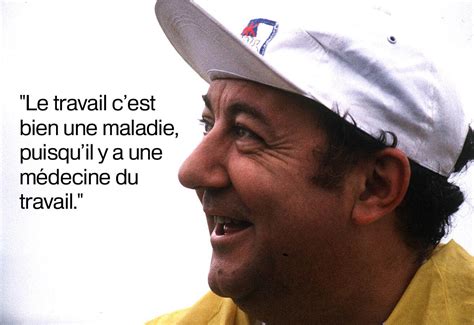 "Le travail c'est
bien une maladie,
puisqu'il y a une
médecine du
travail."